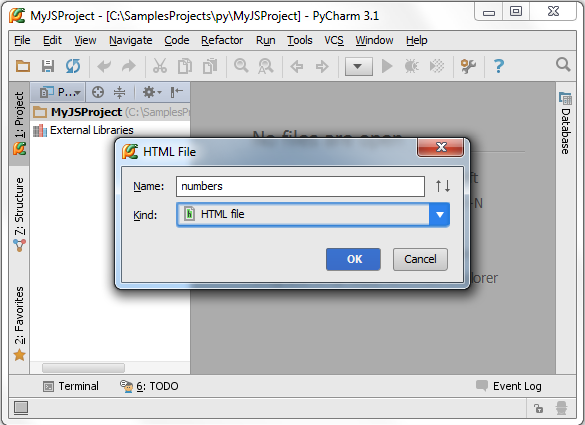 MyJSProject - [C:\SamplesProjects\py\MyJSProject] - PyCharm 3.1
File Edit View Navigate Code Refactor Run Tools VCS Window Help
1: Project
P...
MyJSProject (C:\SamplesPr
External Libraries
Z: Structure
2: Favorites
No files are open
ft
-N
lorer
HTML File
Name: numbers
Kind: HTML file
OK Cancel
Database
Terminal 6: TODO Event Log